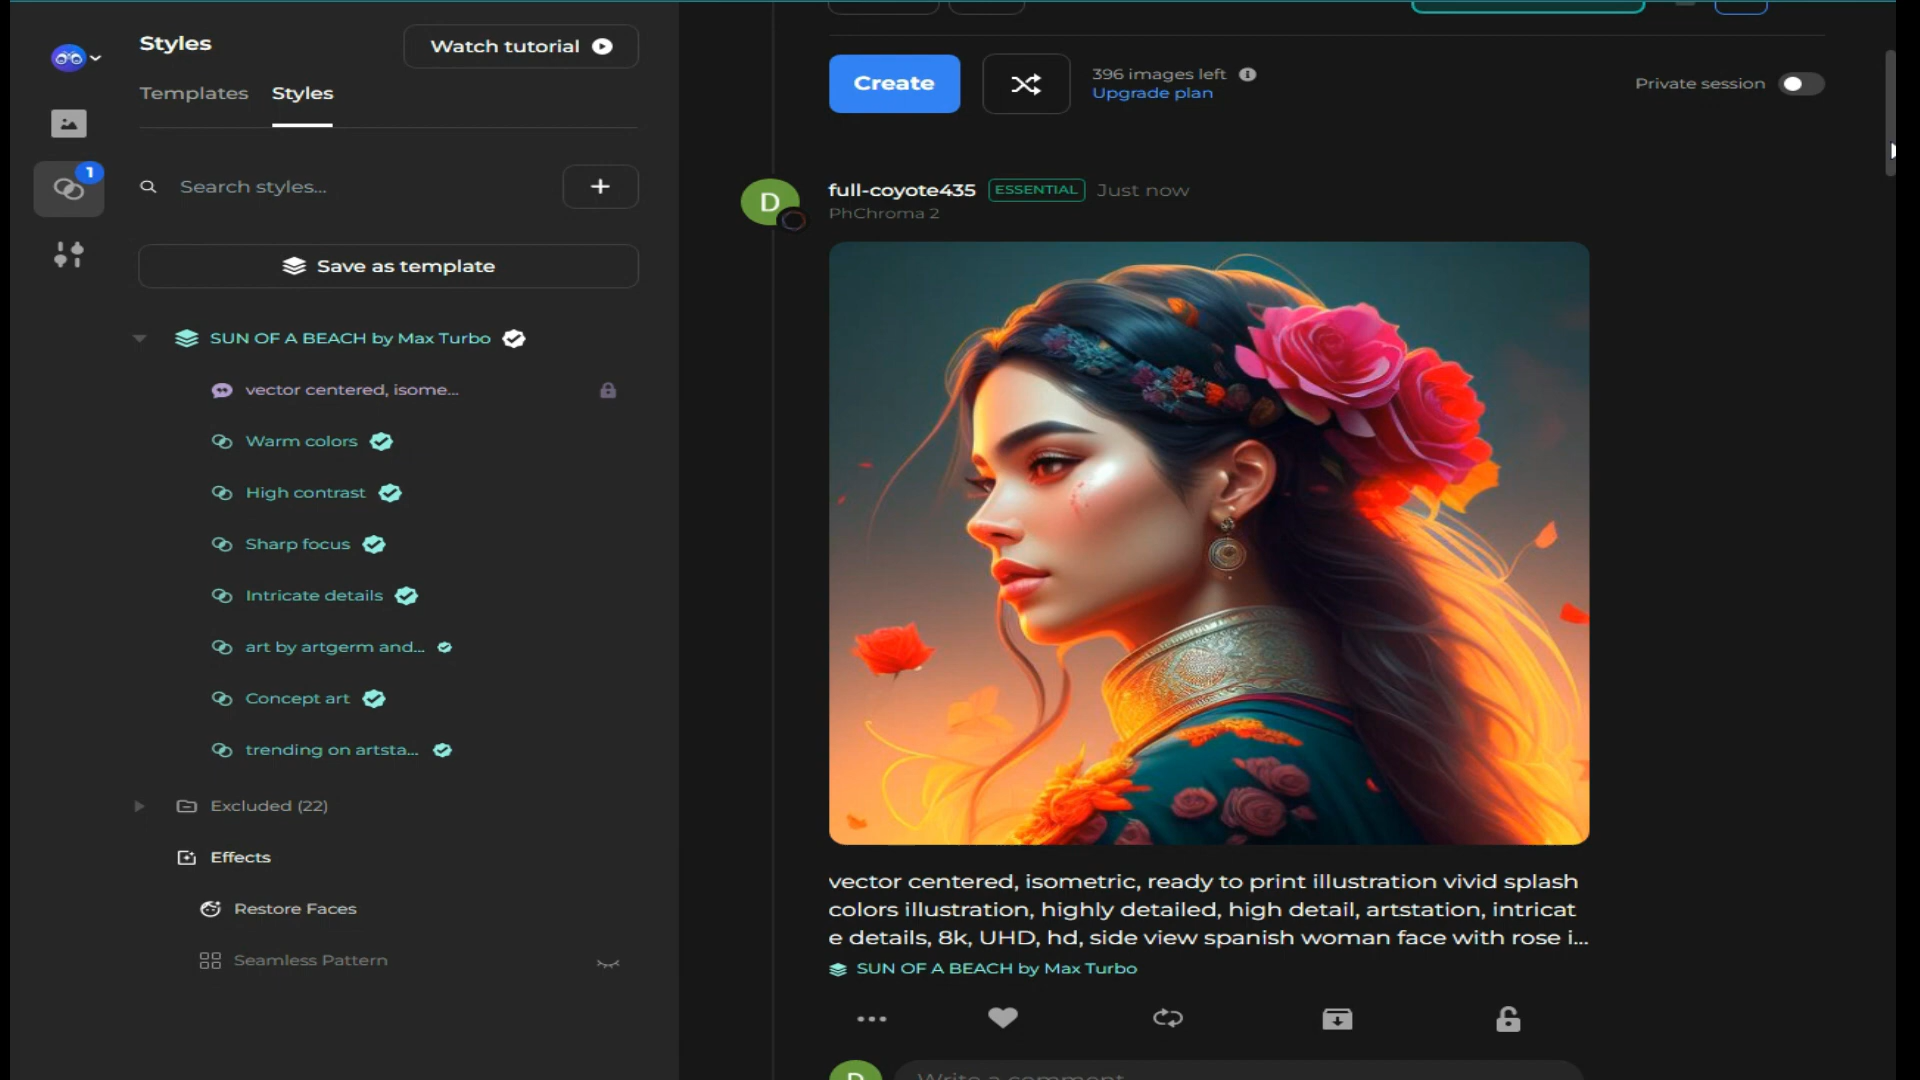 Styles
Watch tutorial
Templates
Styles
1
Search styles...
+
Save as template
SUN OF A BEACH by Max Turbo
vector centered, isome...
Warm colors
High contrast
Sharp focus
Intricate details
art by artgerm and...
Concept art
trending on artsta...
Excluded (22)
Effects
Restore Faces
Seamless Pattern
Create
396 images left
Upgrade plan
Private session
D
full-coyote435
ESSENTIAL
Just now
PhChroma 2
vector centered, isometric, ready to print illustration vivid splash
colors illustration, highly detailed, high detail, artstation, intricat
e details, 8k, UHD, hd, side view spanish woman face with rose i...
SUN OF A BEACH by Max Turbo
D
Write a comment